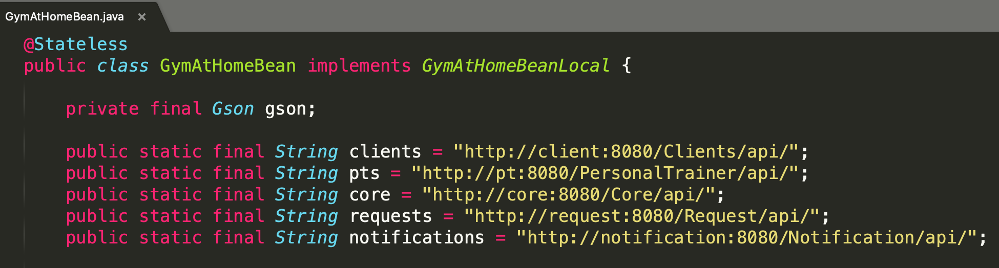 GymAtHomeBean.java ×
@Stateless
public class GymAtHomeBean implements GymAtHomeBeanLocal {
private final Gson gson;
public static final String clients = "http://client:8080/Clients/api/";
public static final String pts = "http://pt:8080/PersonalTrainer/api/";
public static final String core = "http://core:8080/Core/api/";
public static final String requests = "http://request:8080/Request/api/";
public static final String notifications = "http://notification:8080/Notification/api/";